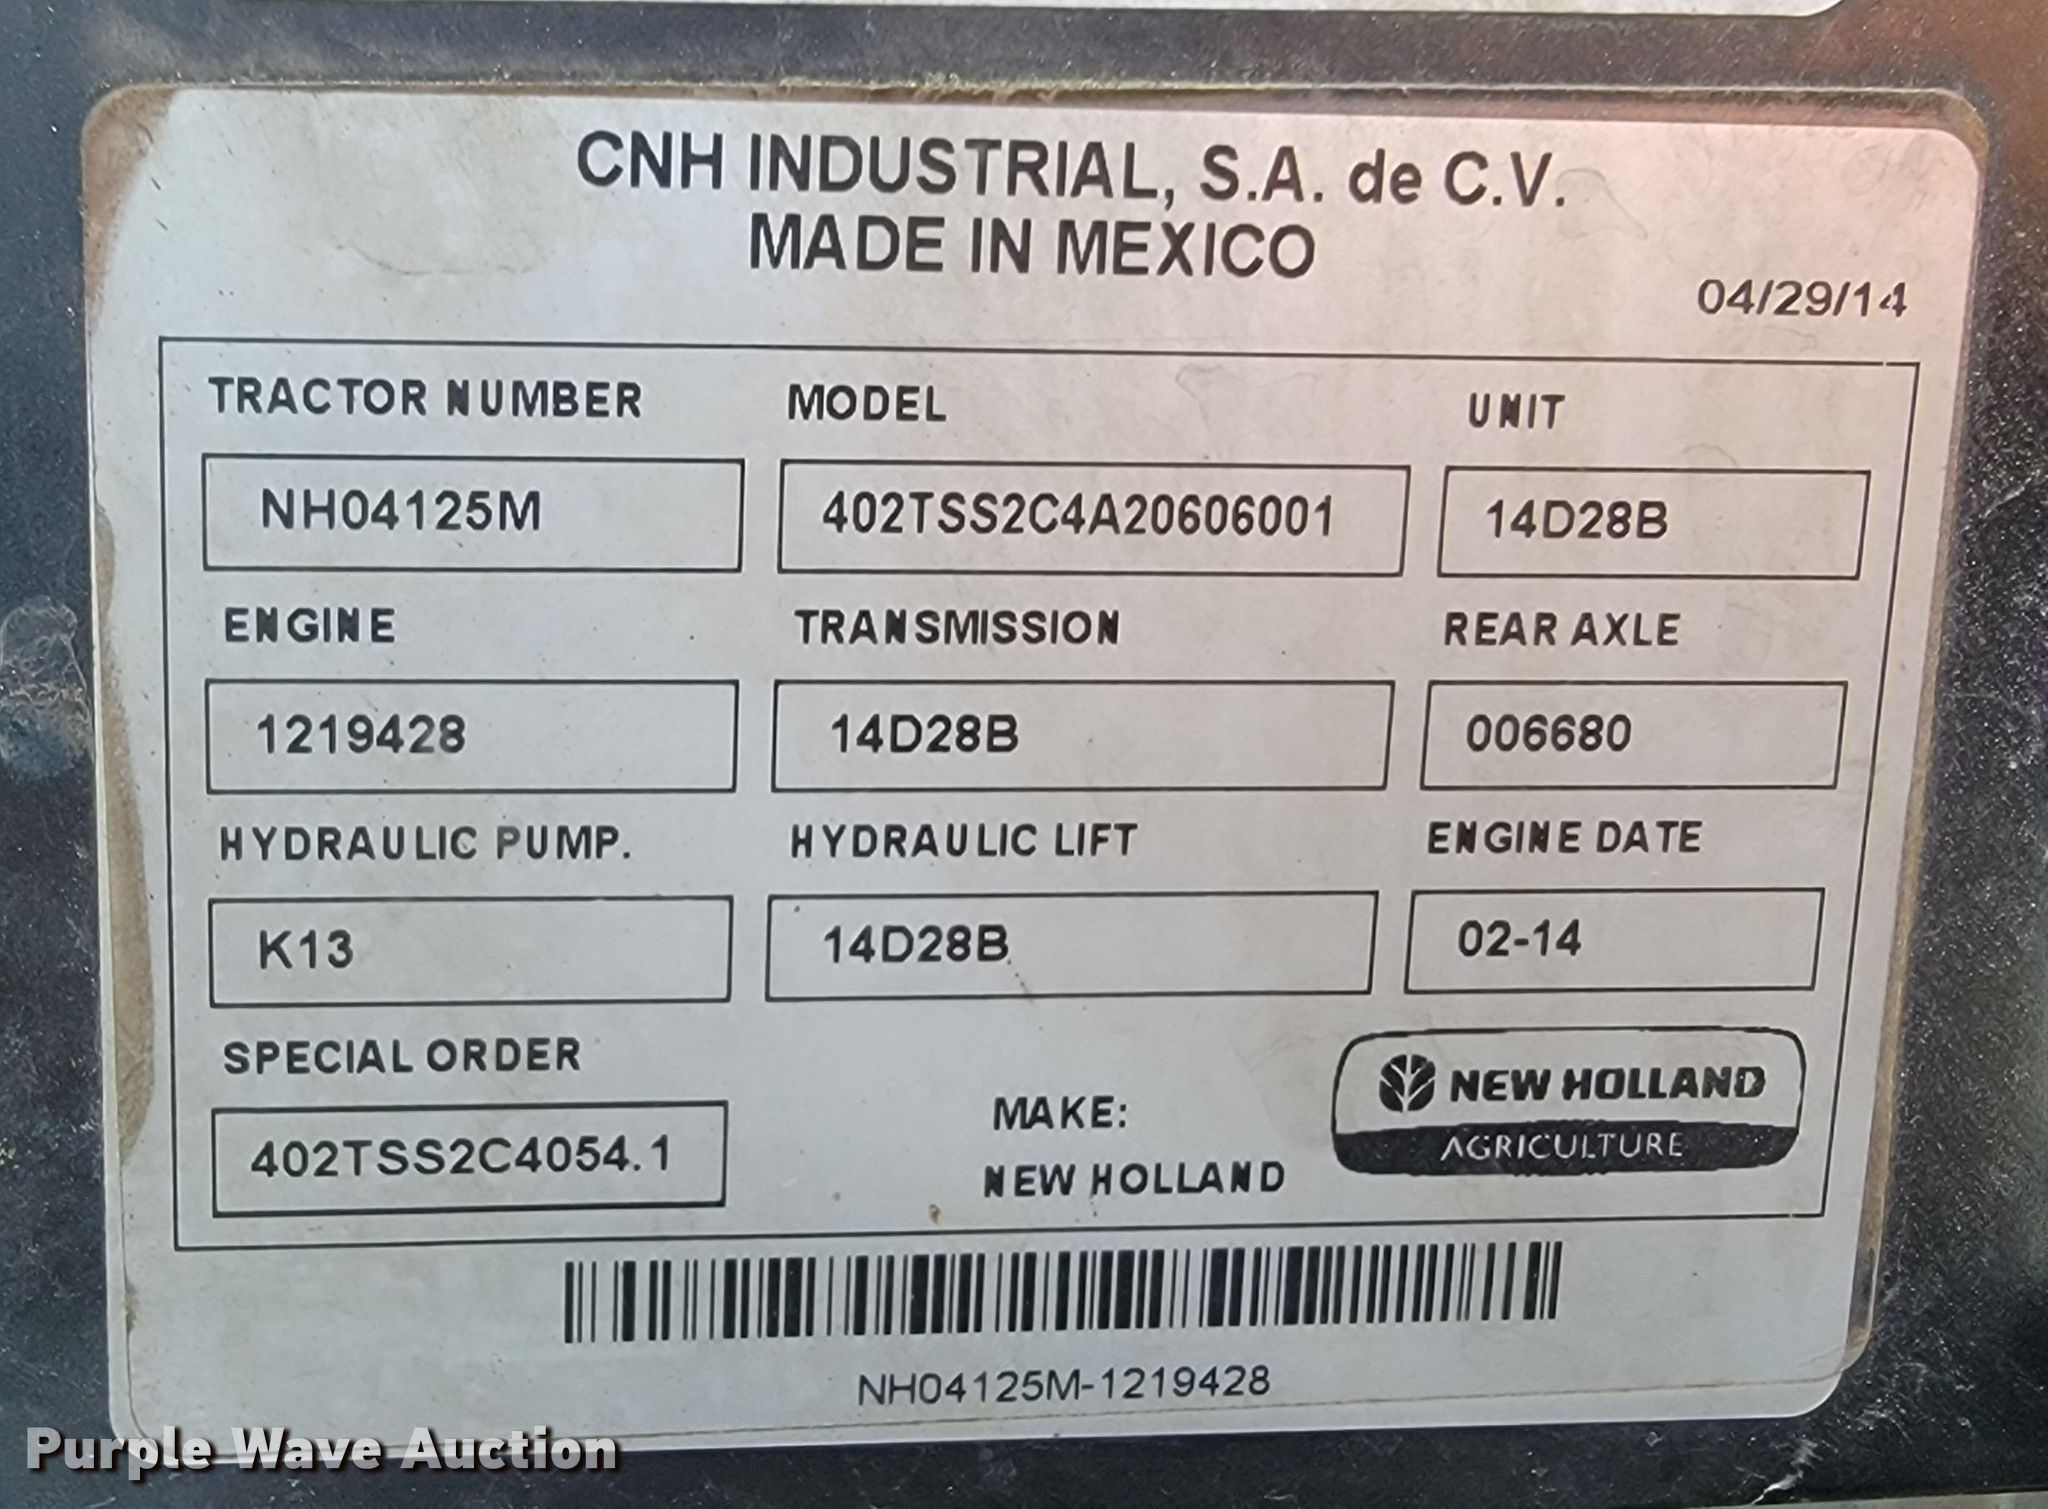 CNH INDUSTRIAL, S.A. de C.V.
MADE IN MEXICO
04/29/14
TRACTOR NUMBER MODEL UNIT
NH04125M 402TSS2C4A20606001 14D28B
ENGINE TRANSMISSION REAR AXLE
1219428 14D28B 006680
HYDRAULIC PUMP. HYDRAULIC LIFT ENGINE DATE
K13 14D28B 02-14
SPECIAL ORDER
402TSS2C4054.1
MAKE:
NEW HOLLAND
NEW HOLLAND
AGRICULTURE
NH04125M-1219428
Purple Wave Auction